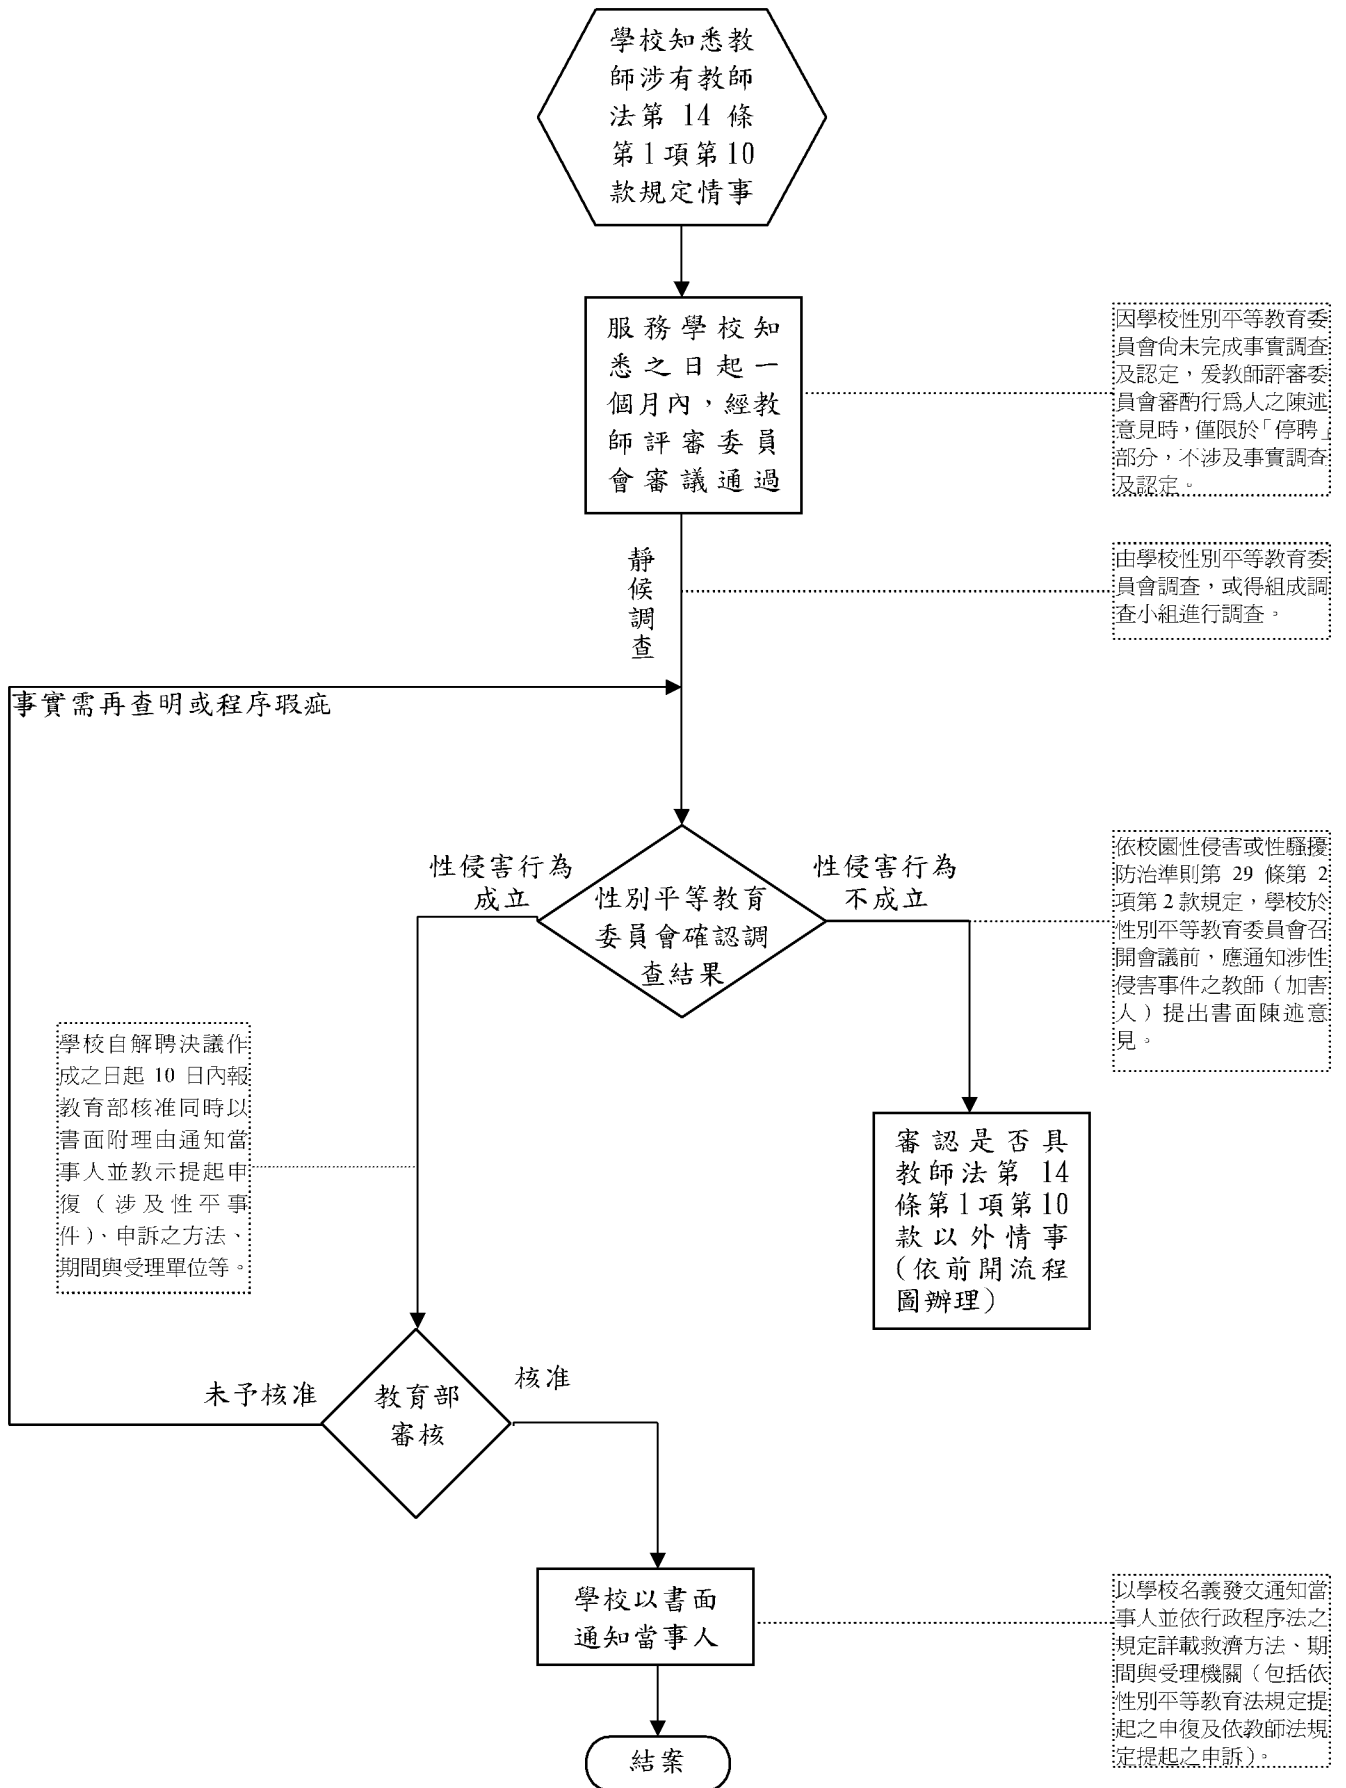 學校知悉教
師涉有教師
法第 14 條
第1項第10
款規定情事
服務學校知
悉之日起一
個月內，經教
師評審委員
會審議通過
因學校性別平等教育委
員會尚未完成事實調查
及認定，爰教師評審委
員會審酌行為人之陳述
意見時，僅限於「停聘」
部分，不涉及事實調查
及認定。
靜
候
調
查
由學校性別平等教育委
員會調查，或得組成調
查小組進行調查。
事實需再查明或程序瑕疵
性侵害行為
成立
性別平等教育
委員會確認調
查結果
性侵害行為
不成立
依校園性侵害或性騷擾
防治準則第 29 條第 2
項第 2 款規定，學校於
性別平等教育委員會召
開會議前，應通知涉性
侵害事件之教師（加害
人）提出書面陳述意
見。
學校自解聘決議作
成之日起 10 日內報
教育部核准同時以
書面附理由通知當
事人並教示提起申
復（涉及性平事
件）、申訴之方法、
期間與受理單位等。
審認是否具
教師法第 14
條第1項第10
款以外情事
(依前開流程
圖辦理)
未予核准
教育部
審核
核准
學校以書面
通知當事人
以學校名義發文通知當
事人並依行政程序法之
規定詳載救濟方法、期
間與受理機關（包括依
性別平等教育法規定提
起之申復及依教師法規
定提起之申訴）。
結案